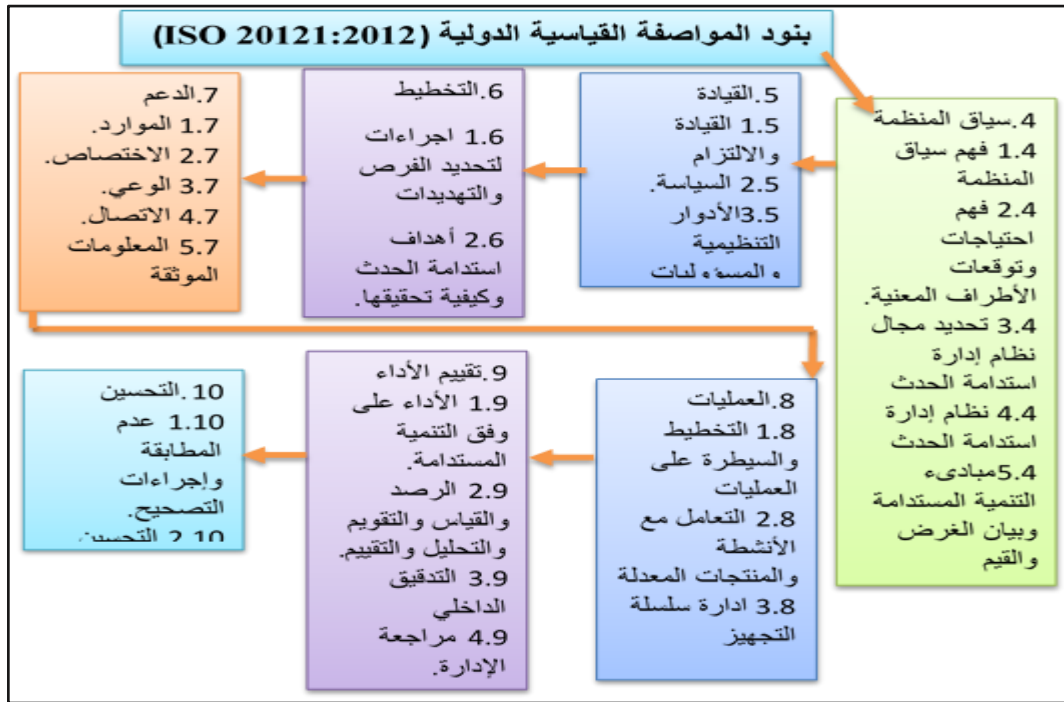 بنود المواصفة القياسية الدولية (ISO 20121:2012)
4.سياق المنظمة
1.4 فهم سياق
المنظمة
2.4 فهم
احتياجات
وتوقعات
الأطراف المعنية.
3.4 تحديد مجال
نظام إدارة
استدامة الحدث
4.4 نظام إدارة
استدامة الحدث
5.4مبادىء
التنمية المستدامة
وبيان الغرض
والقيم
5.القيادة
1.5 القيادة
والالتزام
2.5 السياسة.
3.5الأدوار
التنظيمية
والمسؤوليات
6.التخطيط
1.6 اجراءات
لتحديد الفرص
والتهديدات
2.6 أهداف
استدامة الحدث
وكيفية تحقيقها.
7.الدعم
1.7 الموارد.
2.7 الاختصاص.
3.7 الوعي.
4.7 الاتصال.
5.7 المعلومات
الموثقة
8.العمليات
1.8 التخطيط
والسيطرة على
العمليات
2.8 التعامل مع
الأنشطة
والمنتجات المعدلة
3.8 ادارة سلسلة
التجهيز
9.تقييم الأداء
1.9 الأداء على
وفق التنمية
المستدامة.
2.9 الرصد
والقياس والتقويم
والتحليل والتقييم.
3.9 التدقيق
الداخلي
4.9 مراجعة
الإدارة.
10.التحسين
1.10 عدم
المطابقة
وإجراءات
التصحيح.
2.10 التحسين